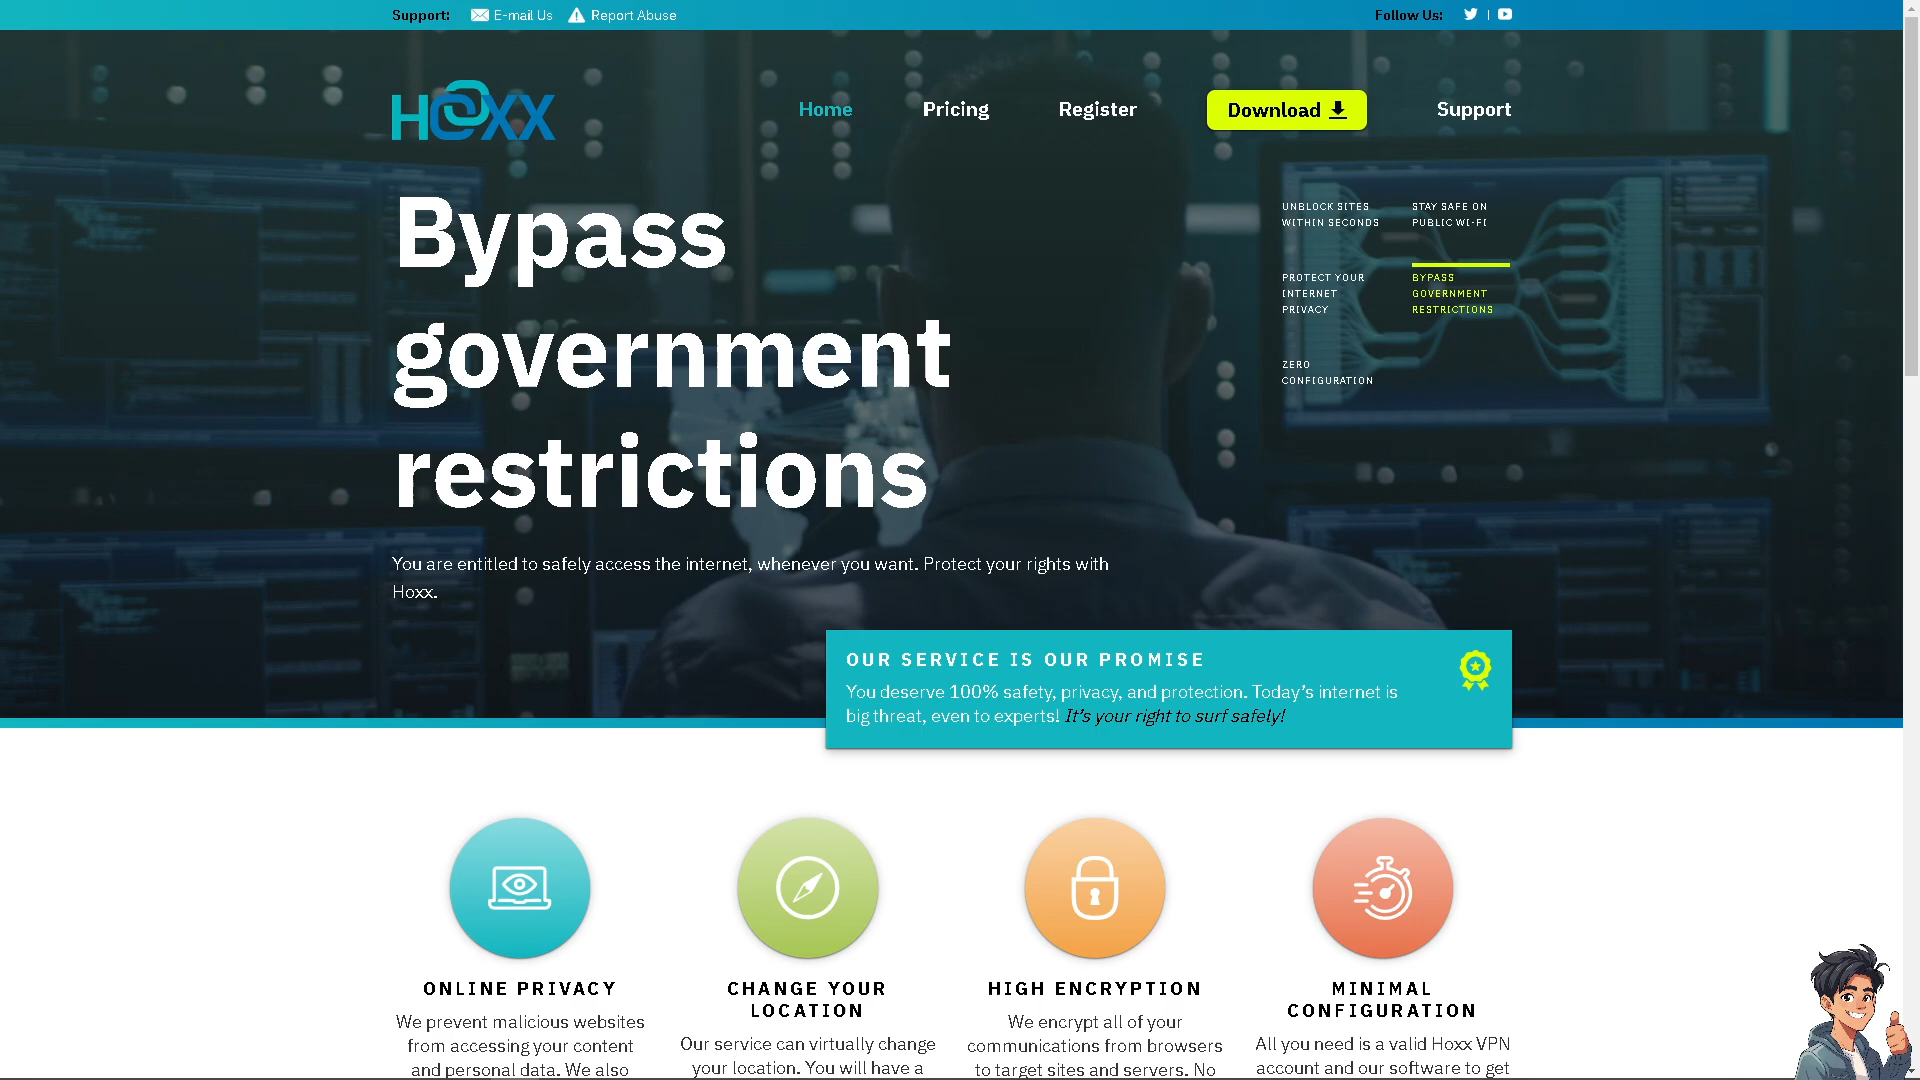 Support: E-mail Us Report Abuse
Follow Us: |
HOXX
Home Pricing Register Download Support
Bypass
government
restrictions
You are entitled to safely access the internet, whenever you want. Protect your rights with
Hoxx.
UNBLOCK SITES
WITHIN SECONDS
STAY SAFE ON
PUBLIC WI-FI
PROTECT YOUR
INTERNET
PRIVACY
BYPASS
GOVERNMENT
RESTRICTIONS
ZERO
CONFIGURATION
OUR SERVICE IS OUR PROMISE
You deserve 100% safety, privacy, and protection. Today’s internet is
big threat, even to experts! It’s your right to surf safely!
ONLINE PRIVACY
We prevent malicious websites
from accessing your content
and personal data. We also
CHANGE YOUR
LOCATION
Our service can virtually change
your location. You will have a
HIGH ENCRYPTION
We encrypt all of your
communications from browsers
to target sites and servers. No
MINIMAL
CONFIGURATION
All you need is a valid Hoxx VPN
account and our software to get